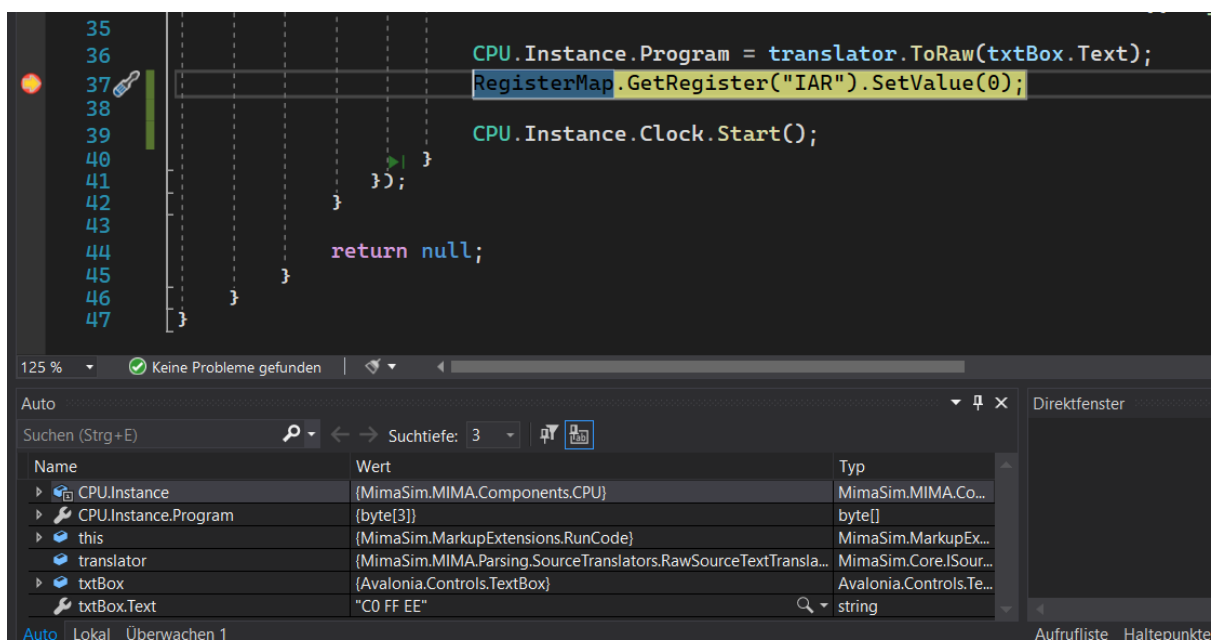 35
36 CPU.Instance.Program = translator.ToRaw(txtBox.Text);
37 RegisterMap.GetRegister("IAR").SetValue(0);
38
39 CPU.Instance.Clock.Start();
40 }
41 });
42 }
43
44 return null;
45 }
46 }
47 }
125 % Keine Probleme gefunden
Auto Direktfenster
Suchen (Strg+E) Suchtiefe: 3
Name Wert Typ
CPU.Instance {MimaSim.MIMA.Components.CPU} MimaSim.MIMA.Co...
CPU.Instance.Program {byte[3]} byte[]
this {MimaSim.MarkupExtensions.RunCode} MimaSim.MarkupEx...
translator {MimaSim.MIMA.Parsing.SourceTranslators.RawSourceTextTransla... MimaSim.Core.ISour...
txtBox {Avalonia.Controls.TextBox} Avalonia.Controls.Te...
txtBox.Text "C0 FF EE" string
Auto Lokal Überwachen 1 Aufrufliste Haltepunkte